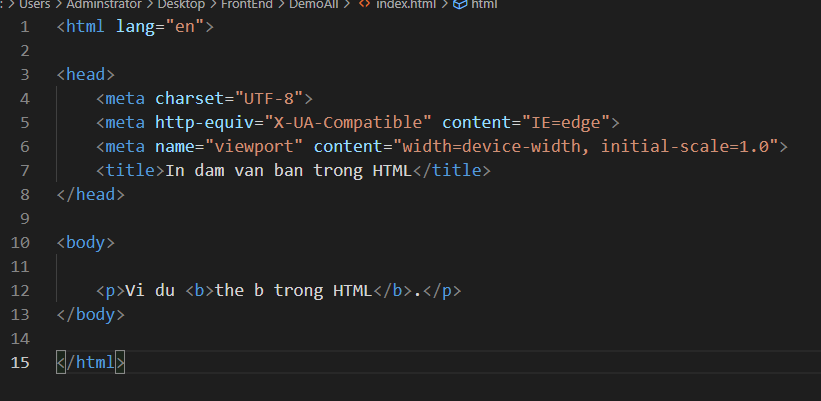 : > Users > Adminstrator > Desktop > FrontEnd > DemoAll > <> index.html > html
1 <html lang="en">
2
3 <head>
4     <meta charset="UTF-8">
5     <meta http-equiv="X-UA-Compatible" content="IE=edge">
6     <meta name="viewport" content="width=device-width, initial-scale=1.0">
7     <title>In dam van ban trong HTML</title>
8 </head>
9
10 <body>
11
12     <p>Vi du <b>the b trong HTML</b>.</p>
13 </body>
14
15 </html>